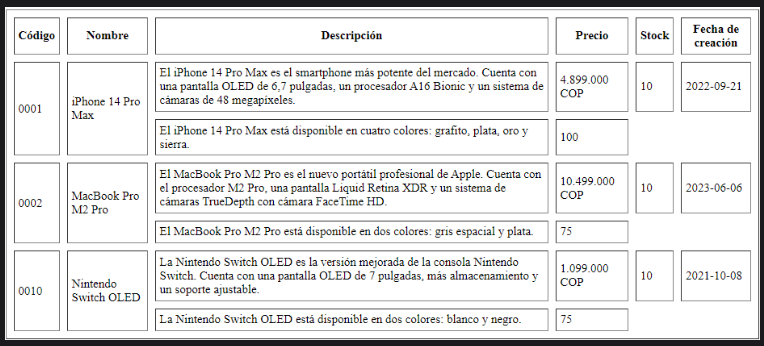 Código Nombre Descripción Precio Stock Fecha de
creación
0001
iPhone 14 Pro
Max
El iPhone 14 Pro Max es el smartphone más potente del mercado. Cuenta con
una pantalla OLED de 6,7 pulgadas, un procesador A16 Bionic y un sistema de
cámaras de 48 megapíxeles.
4.899.000
COP
10
2022-09-21
El iPhone 14 Pro Max está disponible en cuatro colores: grafito, plata, oro y
sierra.
100
0002
MacBook Pro
M2 Pro
El MacBook Pro M2 Pro es el nuevo portátil profesional de Apple. Cuenta con
el procesador M2 Pro, una pantalla Liquid Retina XDR y un sistema de
cámaras TrueDepth con cámara FaceTime HD.
10.499.000
COP
10
2023-06-06
El MacBook Pro M2 Pro está disponible en dos colores: gris espacial y plata.
75
0010
Nintendo
Switch OLED
La Nintendo Switch OLED es la versión mejorada de la consola Nintendo
Switch. Cuenta con una pantalla OLED de 7 pulgadas, más almacenamiento y
un soporte ajustable.
1.099.000
COP
10
2021-10-08
La Nintendo Switch OLED está disponible en dos colores: blanco y negro.
75